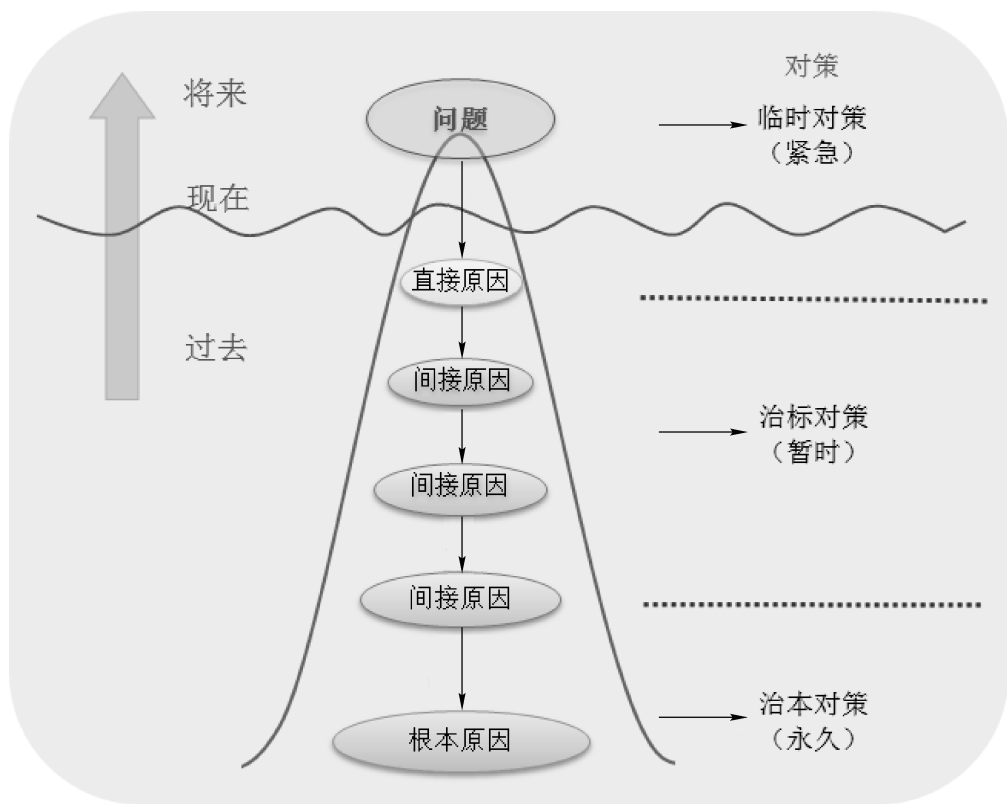 对策
将来
问题
临时对策
（紧急）
现在
直接原因
过去
间接原因
治标对策
（暂时）
间接原因
间接原因
根本原因
治本对策
（永久）